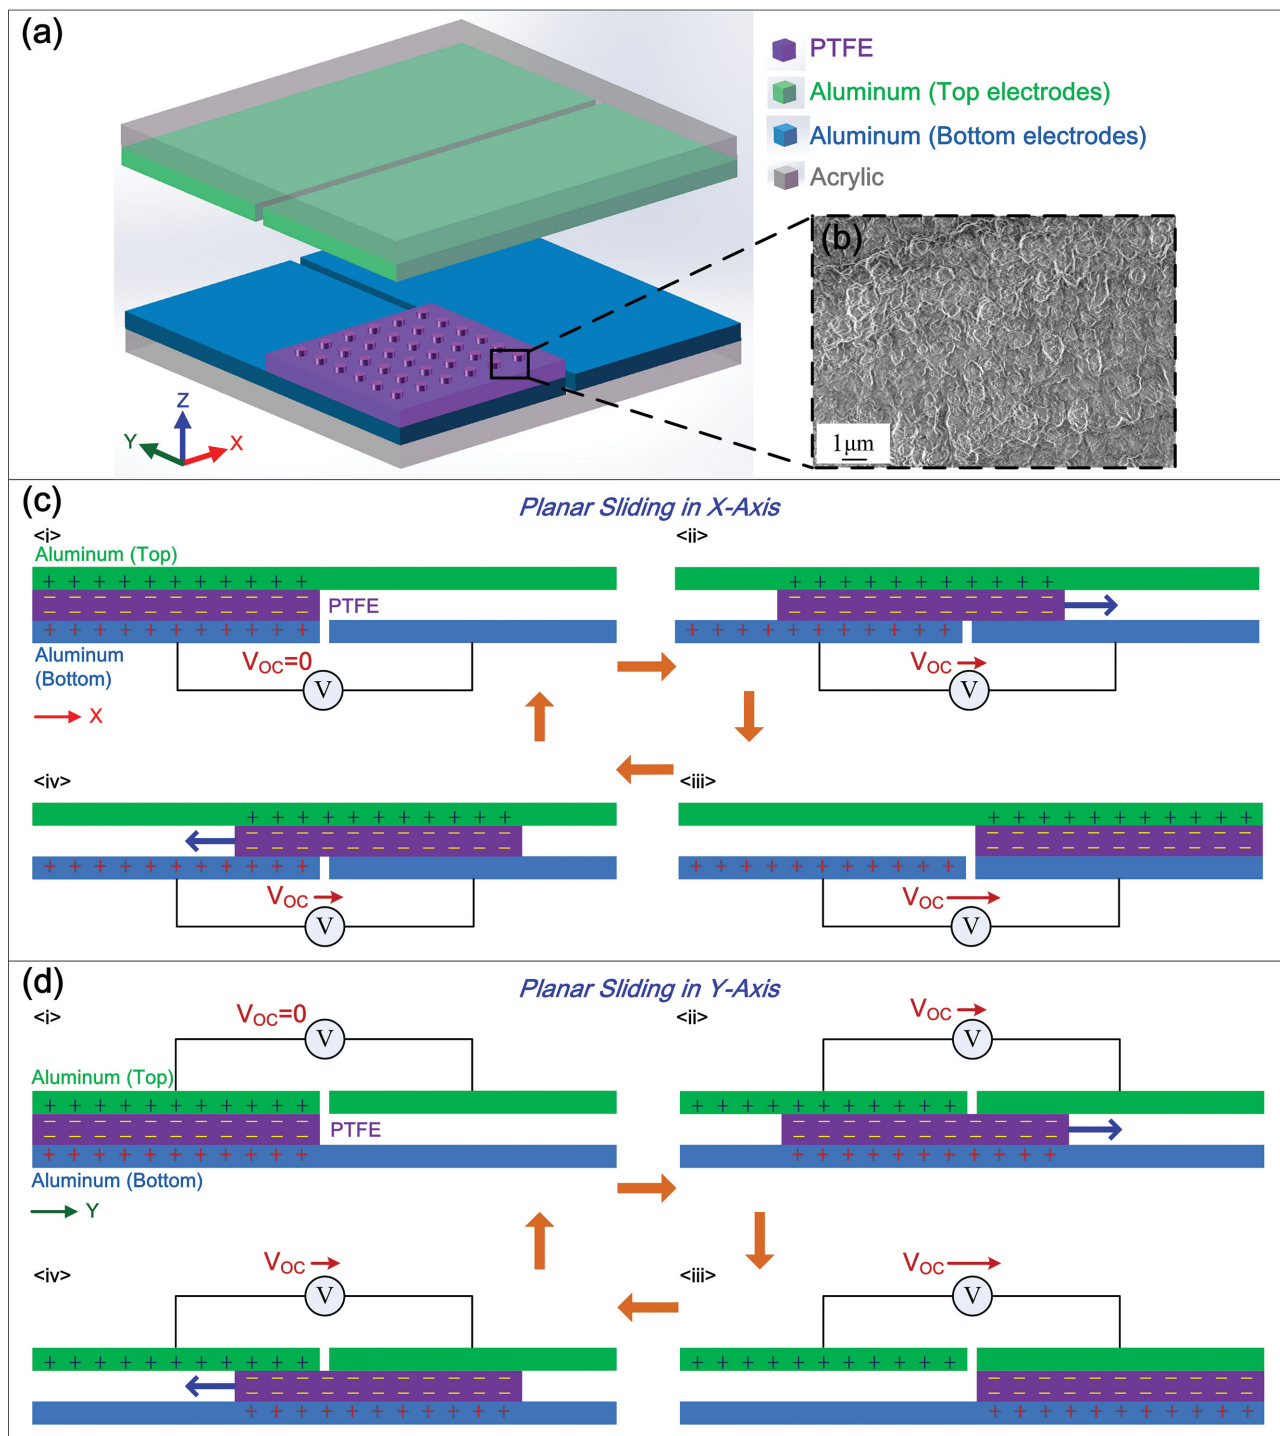 (a)
PTFE
Aluminum (Top electrodes)
Aluminum (Bottom electrodes)
Acrylic
(b)
1μm
Z
Y
X
(c)
Planar Sliding in X-Axis
<i>
<ii>
Aluminum (Top)
+ + + + + + + + + + +
+ + + + + + + + + + +
PTFE
+ + + + + + + + + + +
+ + + + + + + + + + +
Aluminum
(Bottom)
VOC=0
VOC
V
V
X
<iv>
<iii>
+ + + + + + + + + + +
+ + + + + + + + + + +
+ + + + + + + + + + +
+ + + + + + + + + + +
VOC
VOC
V
V
(d)
Planar Sliding in Y-Axis
<i>
VOC=0
<ii>
VOC
V
V
Aluminum (Top)
+ + + + + + + + + + +
+ + + + + + + + + + +
PTFE
+ + + + + + + + + + +
+ + + + + + + + + + +
Aluminum (Bottom)
Y
<iv>
VOC
<iii>
VOC
V
V
+ + + + + + + + + + +
+ + + + + + + + + + +
+ + + + + + + + + + +
+ + + + + + + + + + +